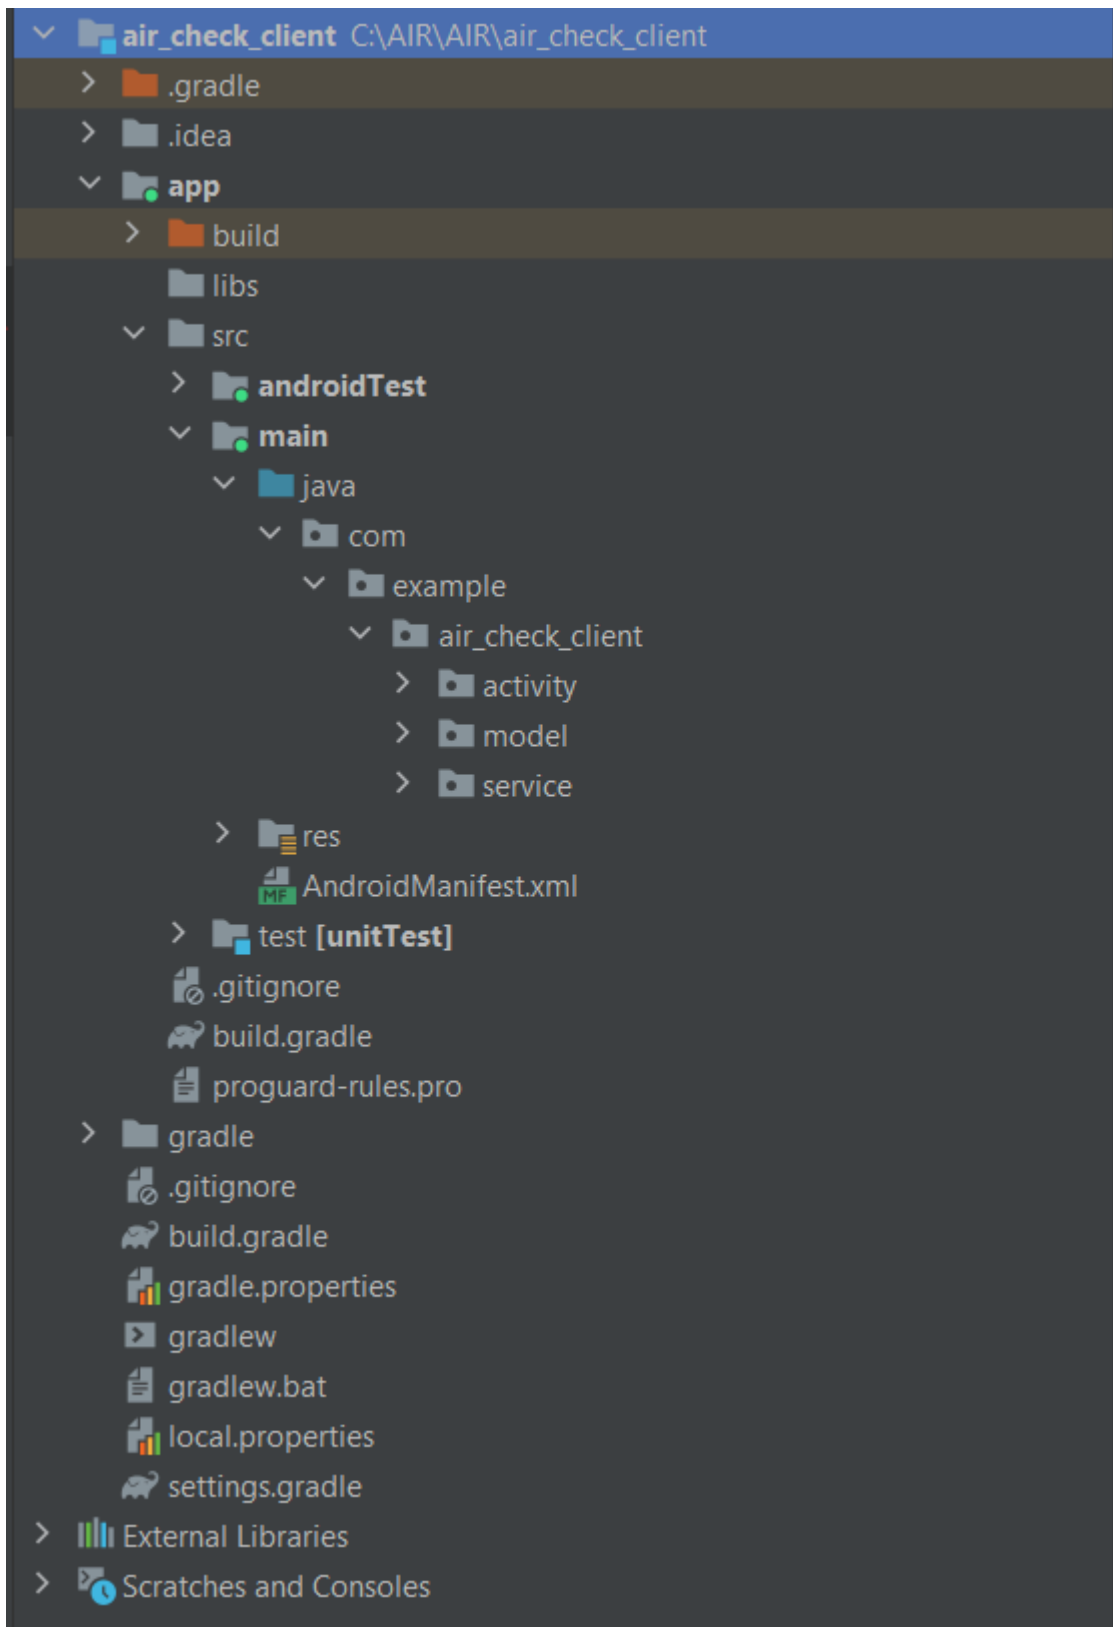 air_check_client C:\AIR\AIR\air_check_client
.gradle
.idea
app
build
libs
src
androidTest
main
java
com
example
air_check_client
activity
model
service
res
MF AndroidManifest.xml
test [unitTest]
.gitignore
build.gradle
proguard-rules.pro
gradle
.gitignore
build.gradle
gradle.properties
gradlew
gradlew.bat
local.properties
settings.gradle
External Libraries
Scratches and Consoles